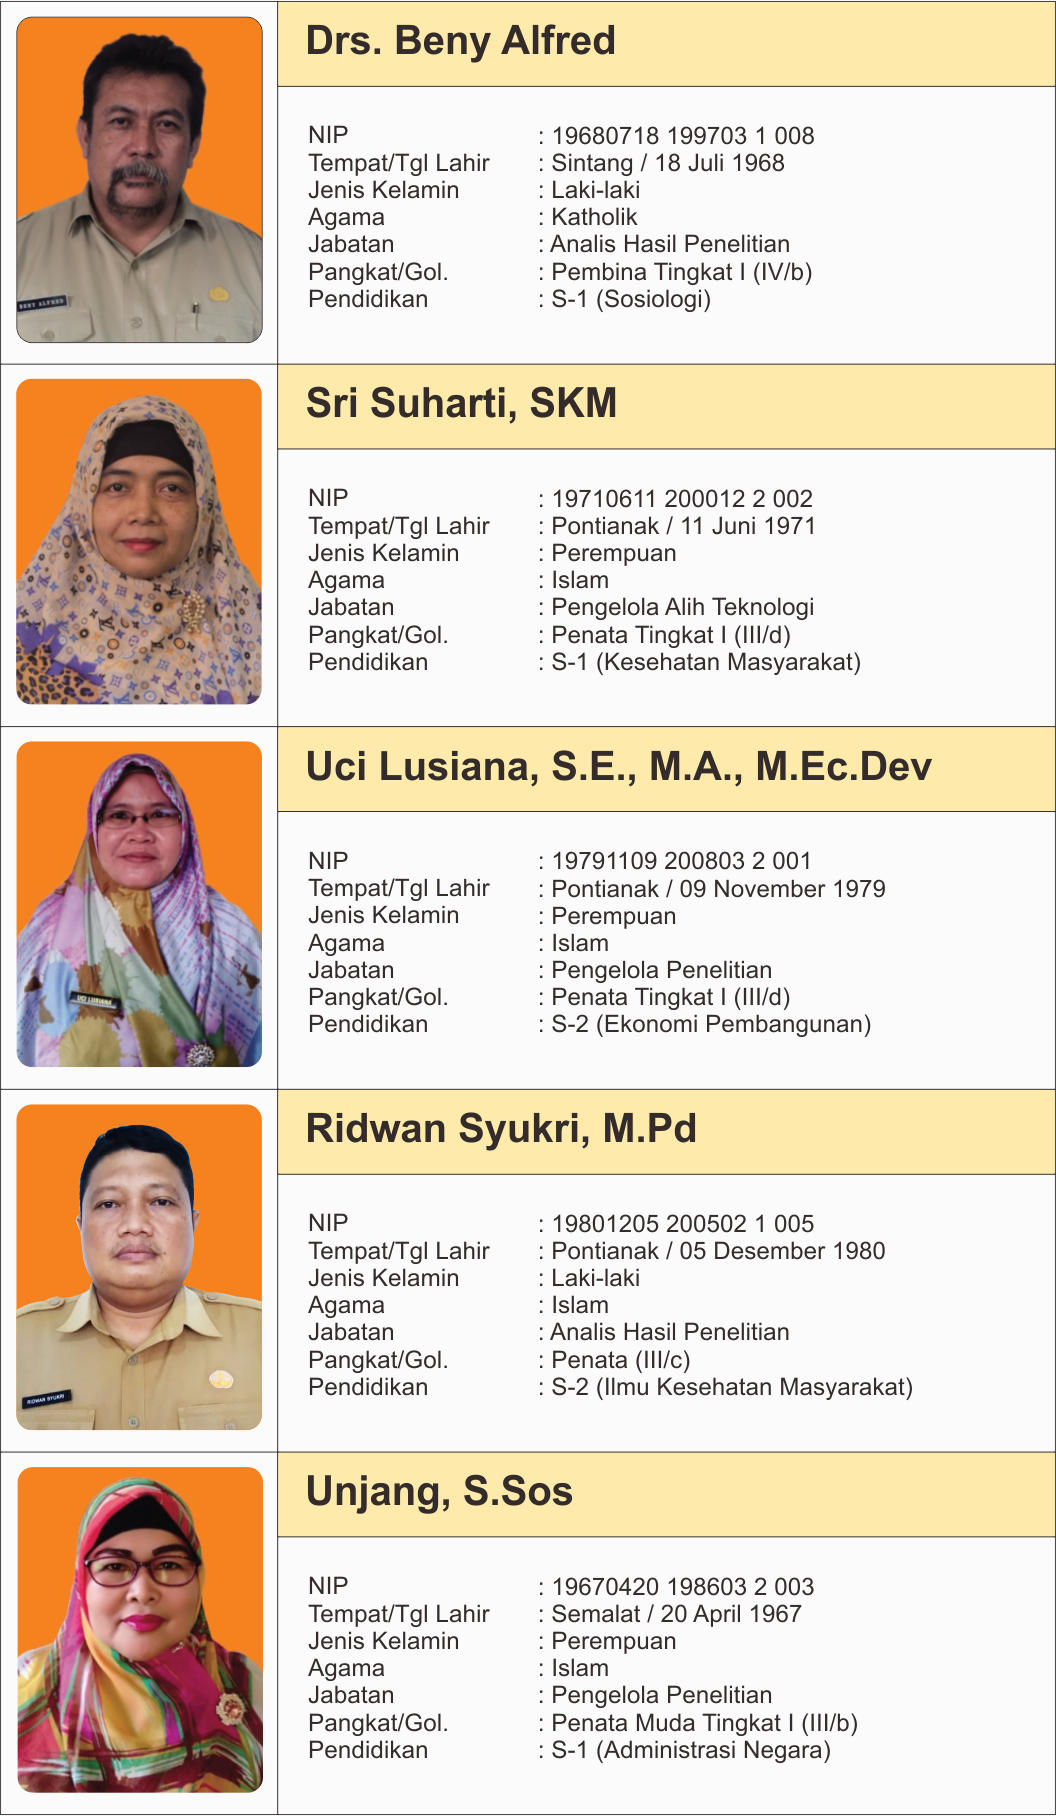 Drs. Beny Alfred
NIP : 19680718 199703 1 008
Tempat/Tgl Lahir : Sintang / 18 Juli 1968
Jenis Kelamin : Laki-laki
Agama : Katholik
Jabatan : Analis Hasil Penelitian
Pangkat/Gol. : Pembina Tingkat I (IV/b)
Pendidikan : S-1 (Sosiologi)
BENY ALFRED
Sri Suharti, SKM
NIP : 19710611 200012 2 002
Tempat/Tgl Lahir : Pontianak / 11 Juni 1971
Jenis Kelamin : Perempuan
Agama : Islam
Jabatan : Pengelola Alih Teknologi
Pangkat/Gol. : Penata Tingkat I (III/d)
Pendidikan : S-1 (Kesehatan Masyarakat)
Uci Lusiana, S.E., M.A., M.Ec.Dev
NIP : 19791109 200803 2 001
Tempat/Tgl Lahir : Pontianak / 09 November 1979
Jenis Kelamin : Perempuan
Agama : Islam
Jabatan : Pengelola Penelitian
Pangkat/Gol. : Penata Tingkat I (III/d)
Pendidikan : S-2 (Ekonomi Pembangunan)
UCI LUSIANA
Ridwan Syukri, M.Pd
NIP : 19801205 200502 1 005
Tempat/Tgl Lahir : Pontianak / 05 Desember 1980
Jenis Kelamin : Laki-laki
Agama : Islam
Jabatan : Analis Hasil Penelitian
Pangkat/Gol. : Penata (III/c)
Pendidikan : S-2 (Ilmu Kesehatan Masyarakat)
RIDWAN SYUKRI
Unjang, S.Sos
NIP : 19670420 198603 2 003
Tempat/Tgl Lahir : Semalat / 20 April 1967
Jenis Kelamin : Perempuan
Agama : Islam
Jabatan : Pengelola Penelitian
Pangkat/Gol. : Penata Muda Tingkat I (III/b)
Pendidikan : S-1 (Administrasi Negara)